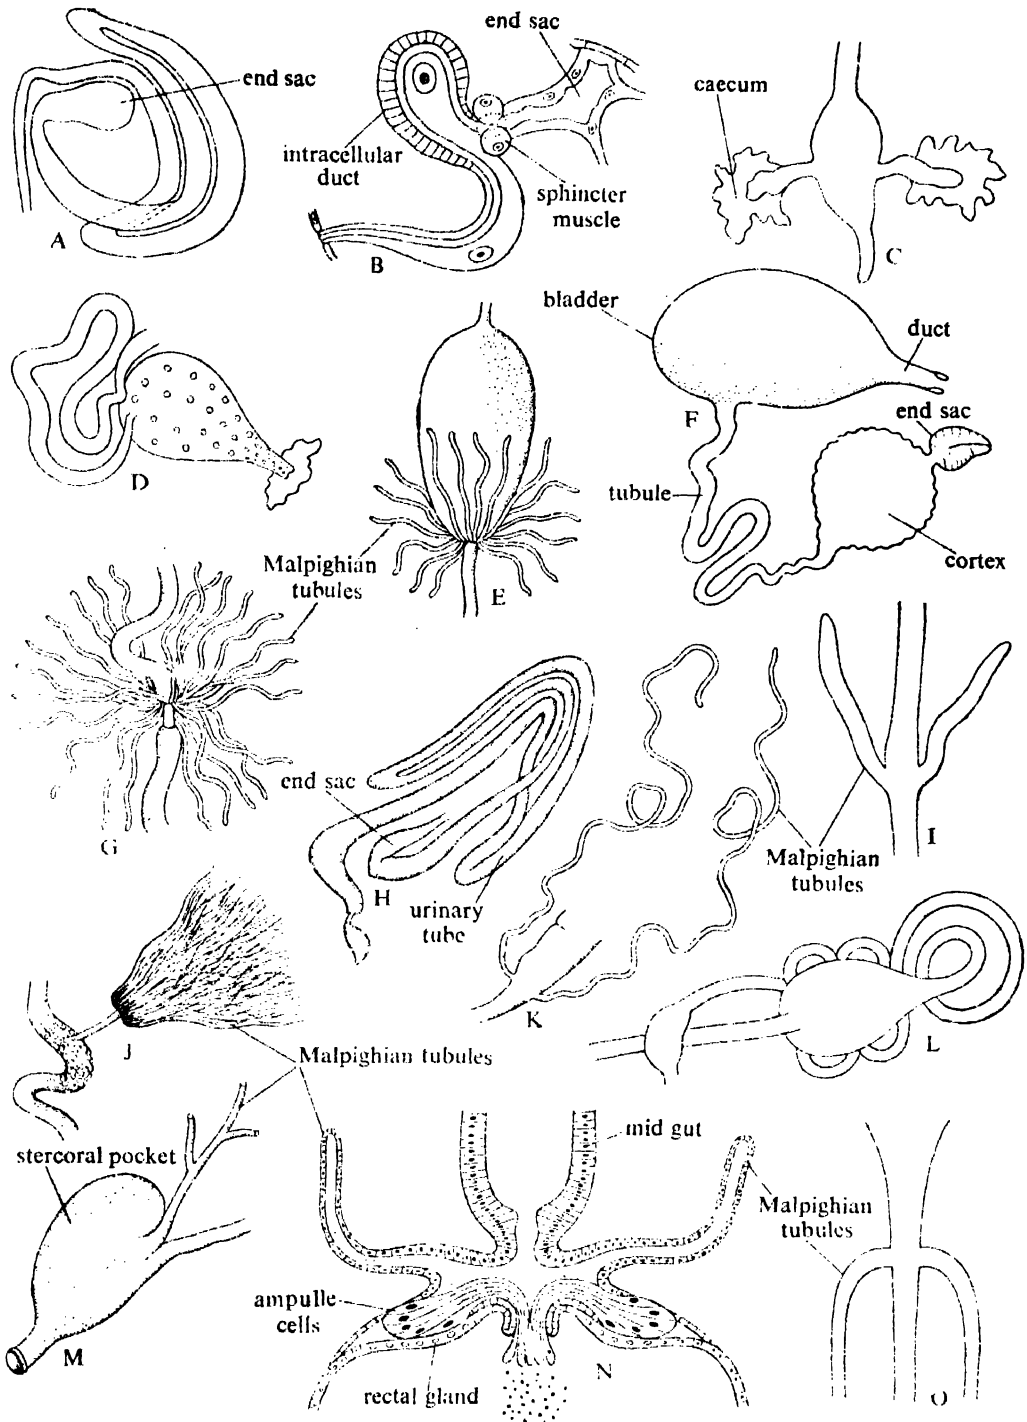 end sac
end sac
caecum
intracellular
duct
sphincter
muscle
A
B
C
bladder
duct
end sac
F
D
tubule
cortex
Malpighian
tubules
E
end sac
I
G
H
Malpighian
tubules
urinary
tube
K
L
J
Malpighian tubules
stercoral pocket
mid gut
Malpighian
tubules
ampulle
cells
M
N
rectal gland
O